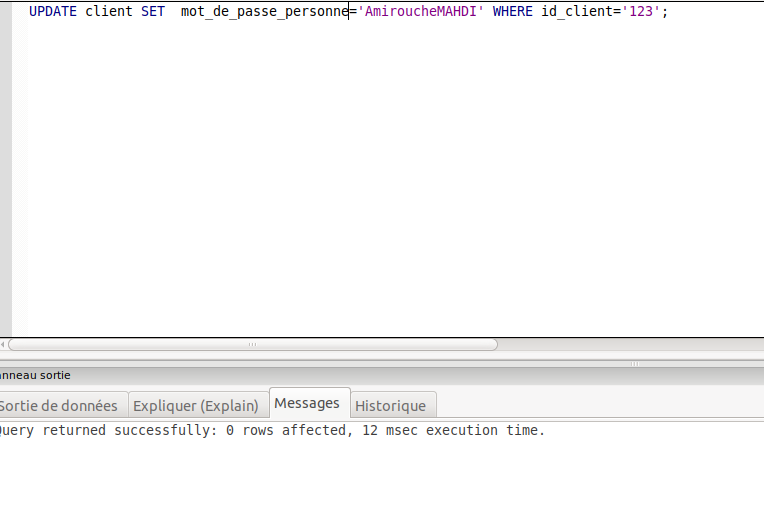 UPDATE client SET  mot_de_passe_personne='AmiroucheMAHDI' WHERE id_client='123';
nneau sortie
Sortie de données Expliquer (Explain) Messages Historique
Query returned successfully: 0 rows affected, 12 msec execution time.